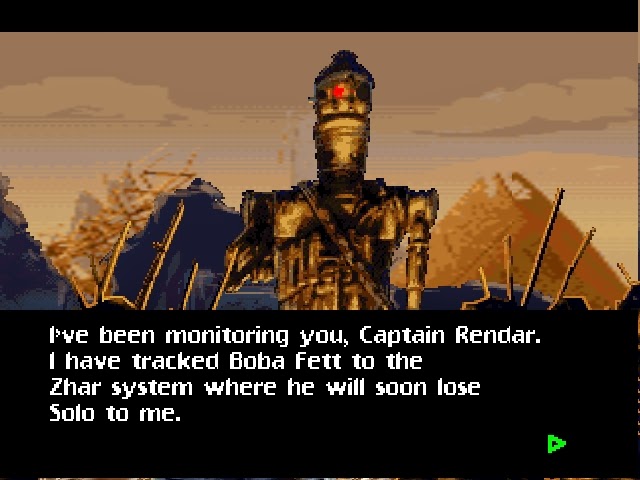 I've been monitoring you, Captain Rendar.
I have tracked Boba Fett to the
Zhar system where he will soon lose
Solo to me.